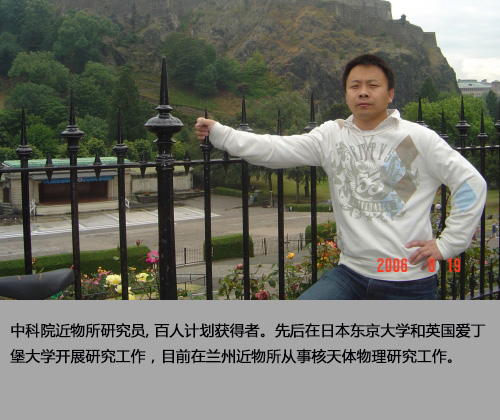 55
2006 8 19
中科院近物所研究员, 百人计划获得者。先后在日本东京大学和英国爱丁
堡大学开展研究工作，目前在兰州近物所从事核天体物理研究工作。